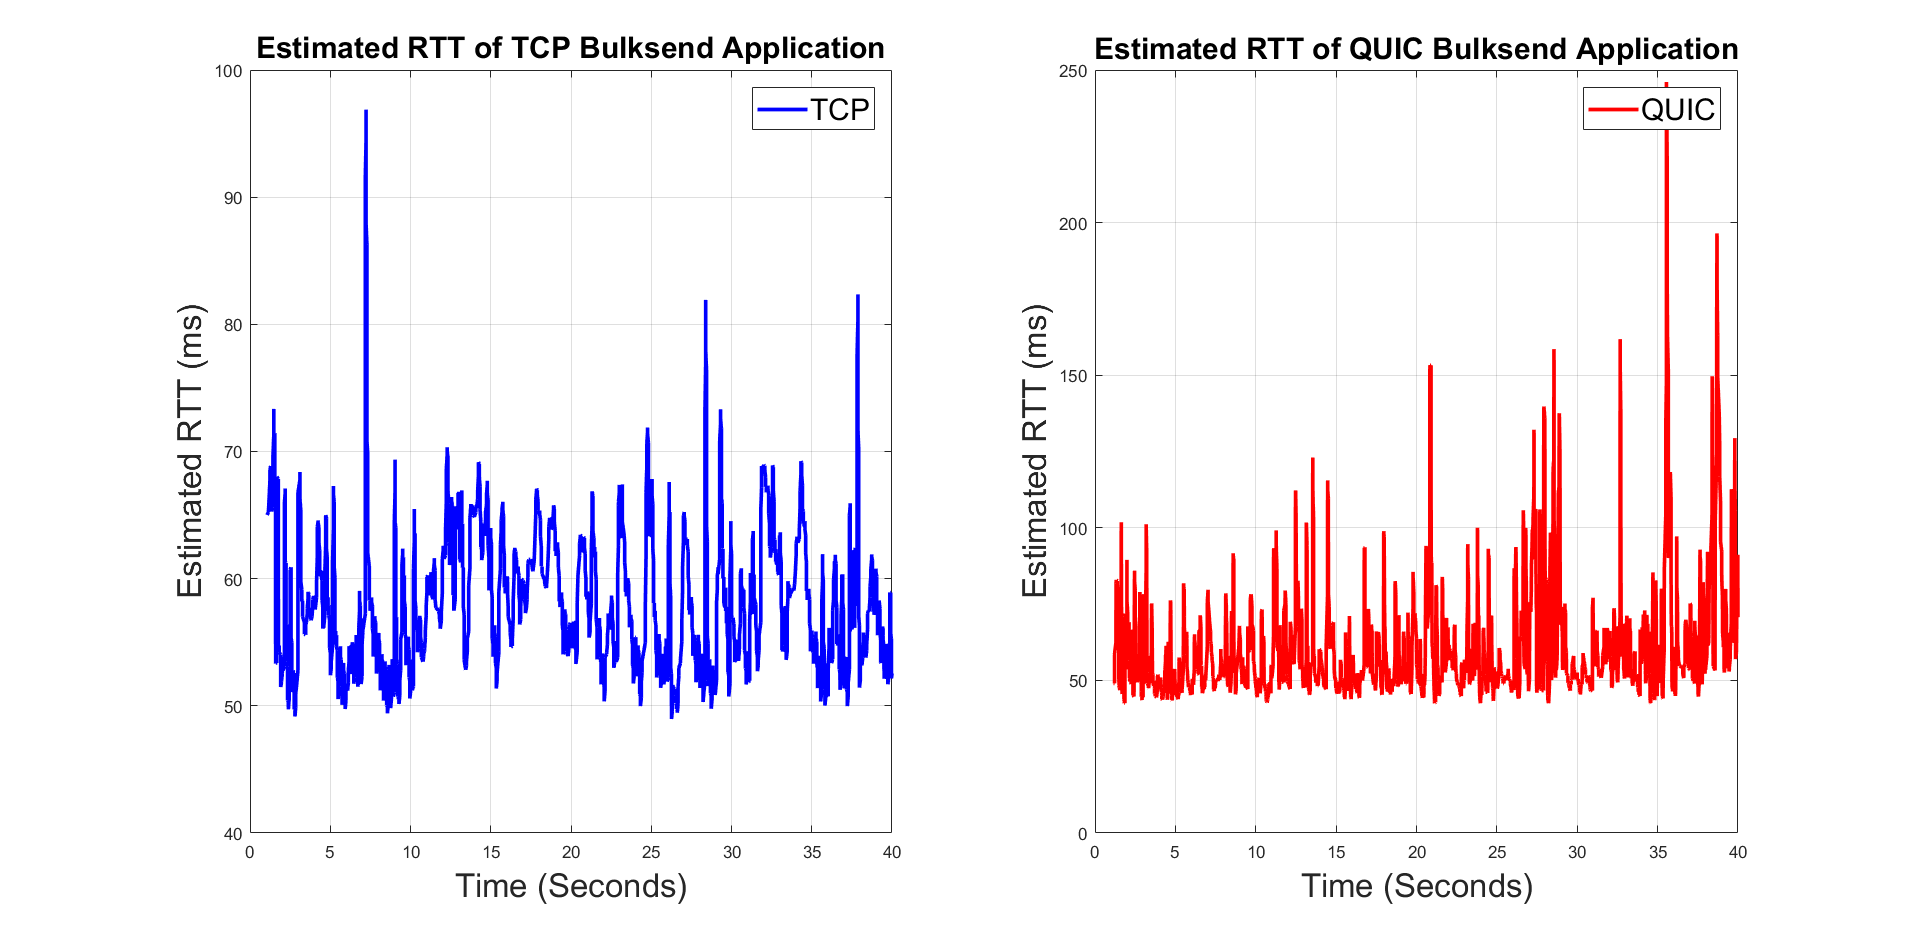 Estimated RTT of TCP Bulksend Application
TCP
Estimated RTT (ms)
100
90
80
70
60
50
40
0 5 10 15 20 25 30 35 40
Time (Seconds)
Estimated RTT of QUIC Bulksend Application
QUIC
Estimated RTT (ms)
250
200
150
100
50
0
0 5 10 15 20 25 30 35 40
Time (Seconds)